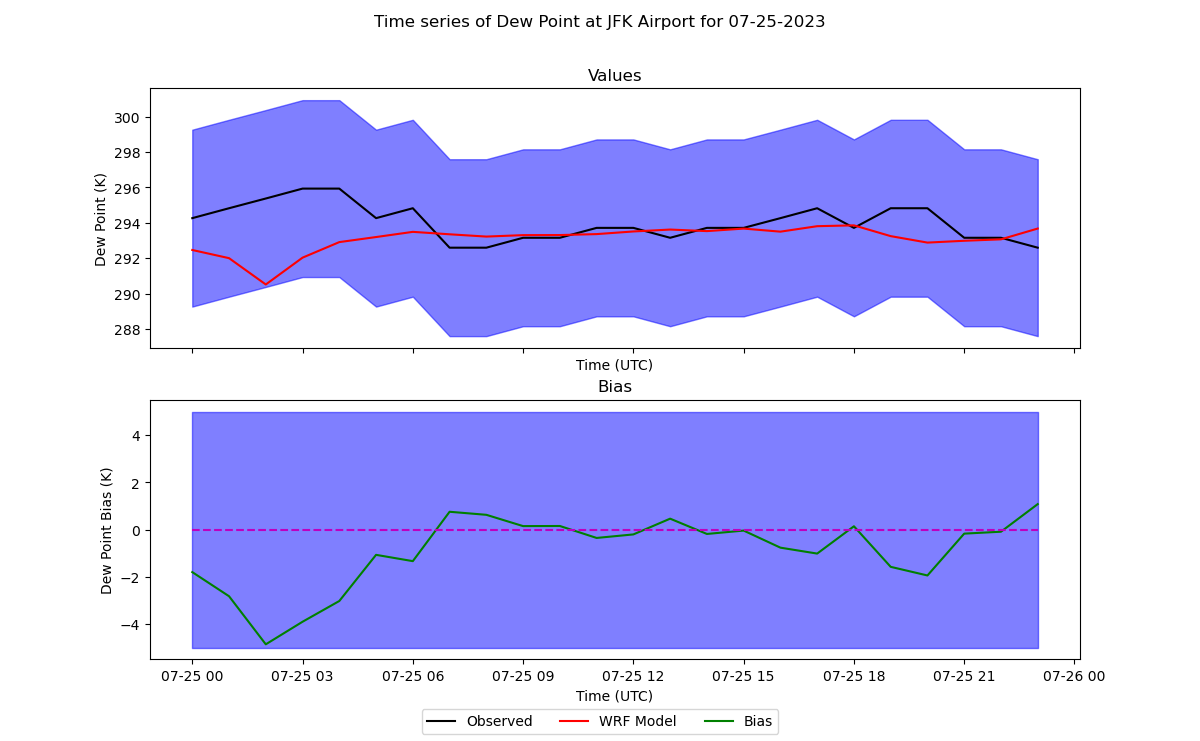 Time series of Dew Point at JFK Airport for 07-25-2023
Values
Dew Point (K)
300
298
296
294
292
290
288
Time (UTC)
Bias
Dew Point Bias (K)
4
2
0
−2
−4
07-25 00 07-25 03 07-25 06 07-25 09 07-25 12 07-25 15 07-25 18 07-25 21 07-26 00
Time (UTC)
Observed WRF Model Bias